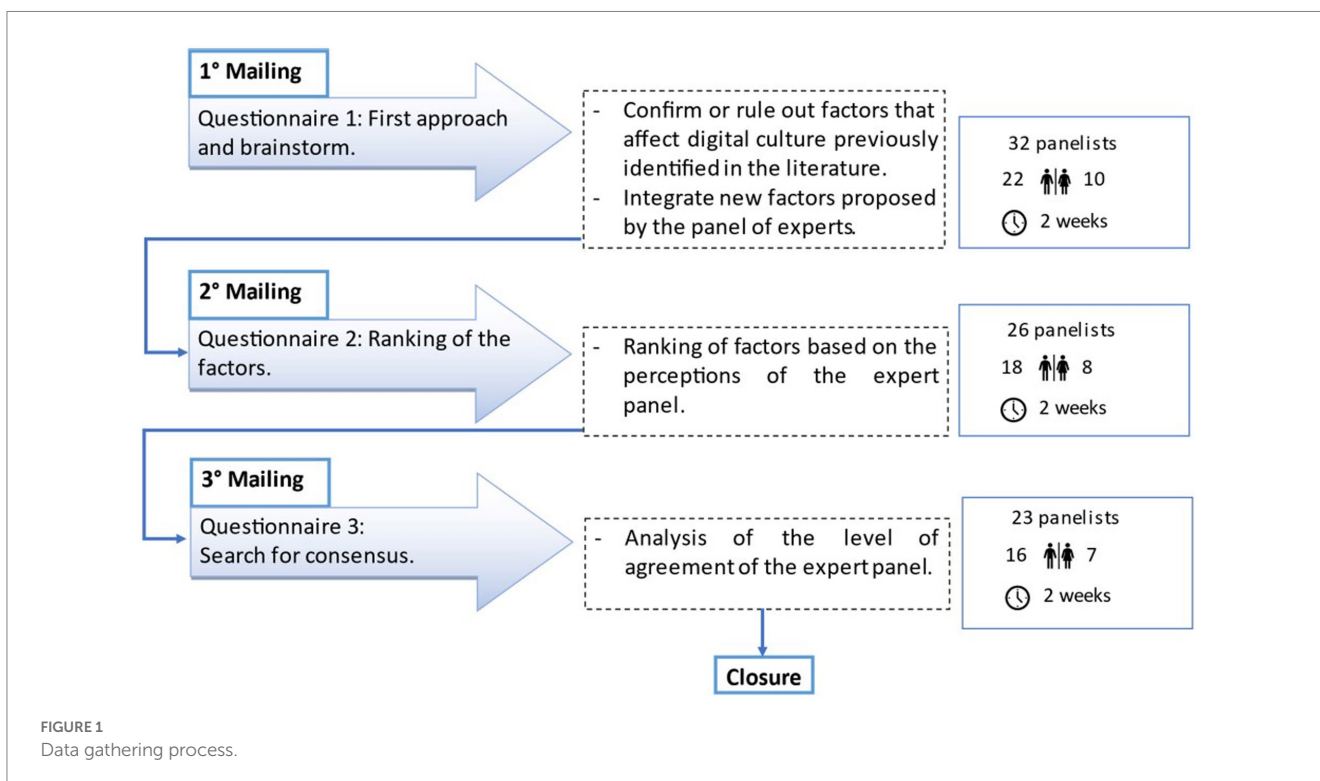 1° Mailing
Questionnaire 1: First approach
and brainstorm.
- Confirm or rule out factors that
affect digital culture previously
identified in the literature.
- Integrate new factors proposed
by the panel of experts.
32 panelists
22 10
2 weeks
2° Mailing
Questionnaire 2: Ranking of the
factors.
- Ranking of factors based on the
perceptions of the expert
panel.
26 panelists
18 8
2 weeks
3° Mailing
Questionnaire 3:
Search for consensus.
- Analysis of the level of
agreement of the expert panel.
23 panelists
16 7
2 weeks
Closure
FIGURE 1
Data gathering process.